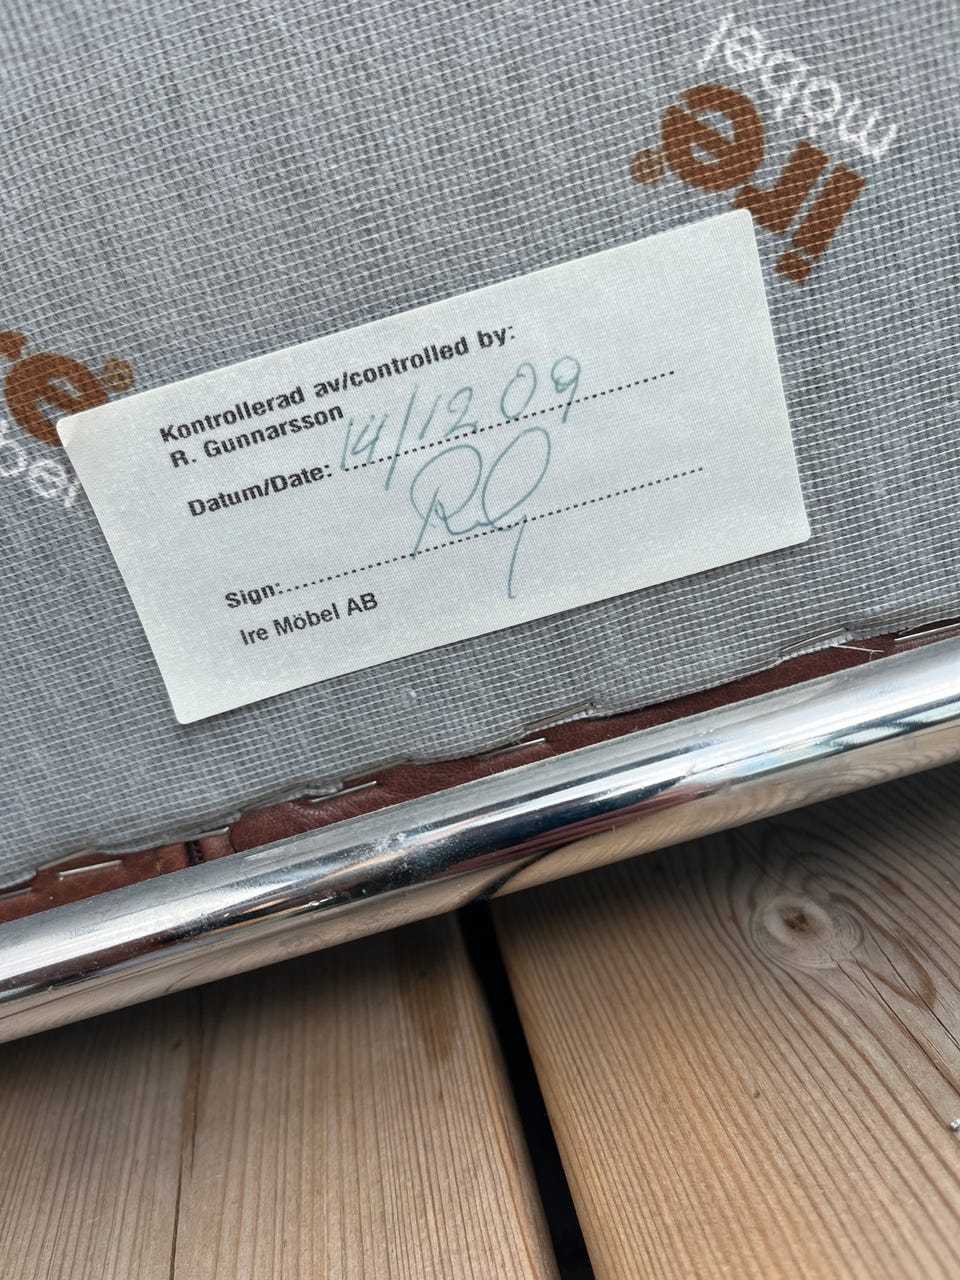 möbel
ire
Kontrollerad av/controlled by:
R. Gunnarsson
Datum/Date: 14/12 09
Sign:
Ire Möbel AB